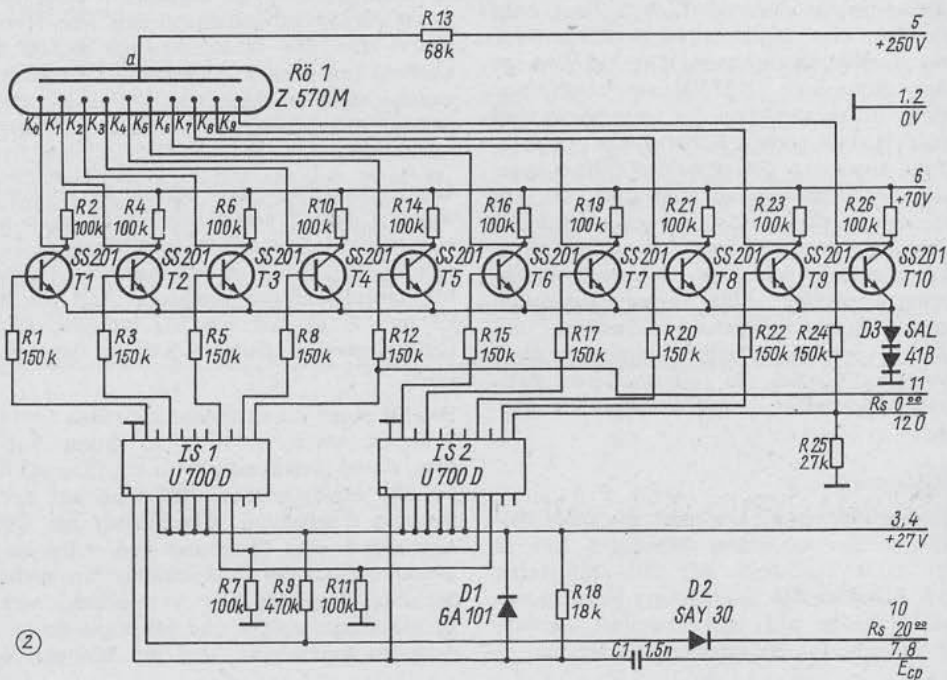 R13
68k
5
+250V
a
Rö 1
Z 570M
K0 K1 K2 K3 K4 K5 K6 K7 K8 K9
1.2
0V
6
+70V
R2
100k
R4
100k
R6
100k
R10
100k
R14
100k
R16
100k
R19
100k
R21
100k
R23
100k
R26
100k
SS201
T1
SS201
T2
SS201
T3
SS201
T4
SS201
T5
SS201
T6
SS201
T7
SS201
T8
SS201
T9
SS201
T10
R1
150k
R3
150k
R5
150k
R8
150k
R12
150k
R15
150k
R17
150k
R20
150k
R22
150k
R24
150k
D3
SAL
41B
11
Rs 0°°
12 0
IS 1
U 700 D
IS 2
U 700 D
R25
27k
3,4
+27V
R7
100k
R9
470k
R11
100k
D1
GA 101
R18
18k
D2
SAY 30
10
Rs 20°°
7,8
Ecp
C1
1,5n
②